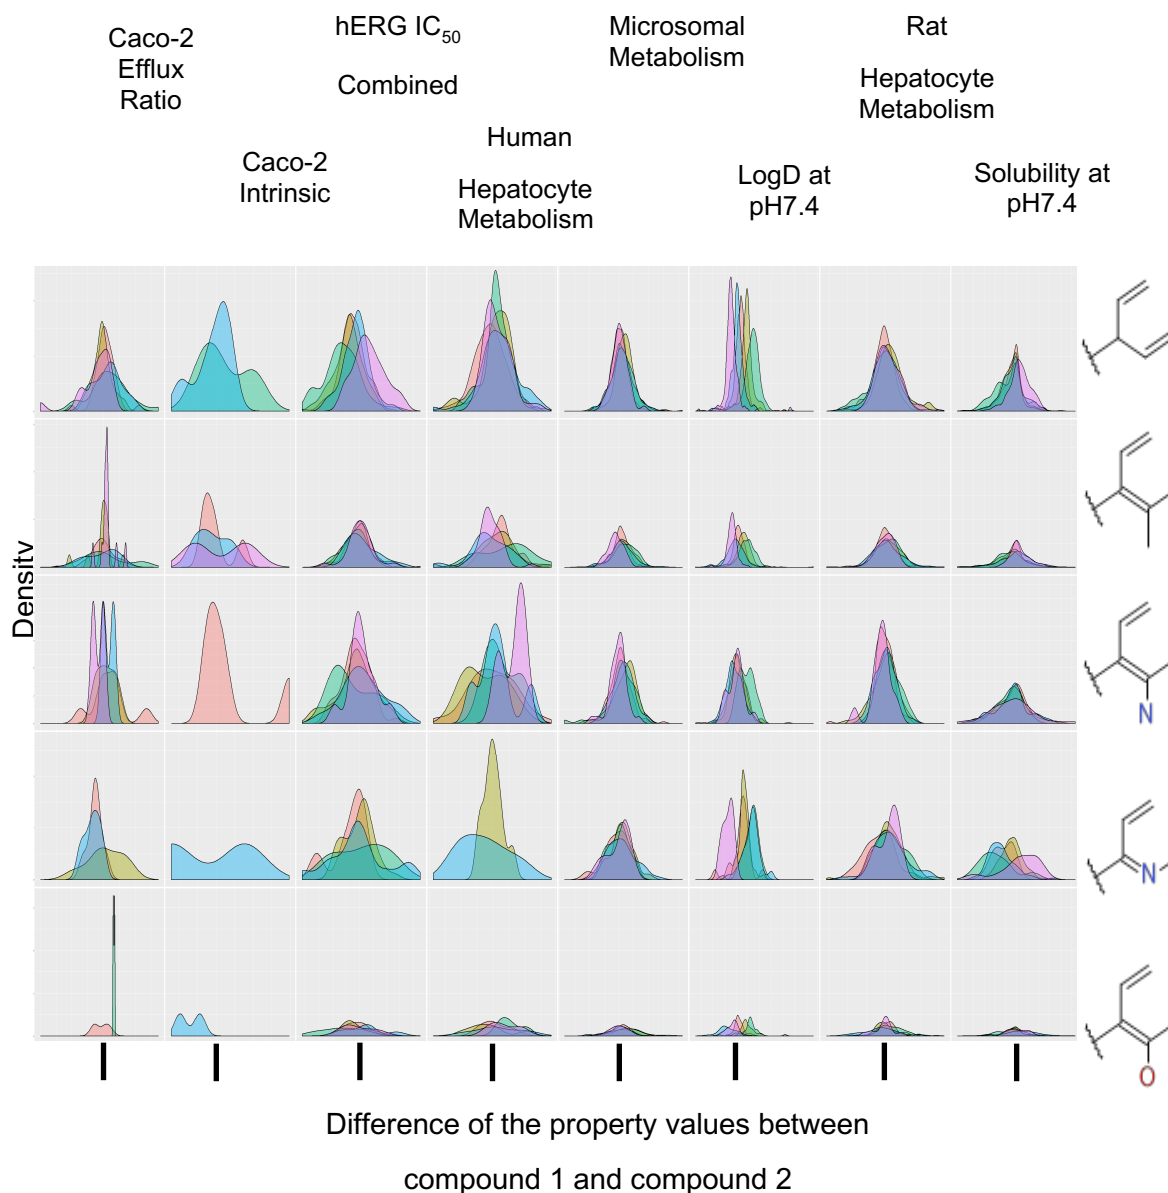 Caco-2
Efflux
Ratio
Caco-2
Intrinsic
hERG IC50
Combined
Human
Hepatocyte
Metabolism
Microsomal
Metabolism
LogD at
pH7.4
Rat
Hepatocyte
Metabolism
Solubility at
pH7.4
Density
N
N
O
Difference of the property values between
compound 1 and compound 2